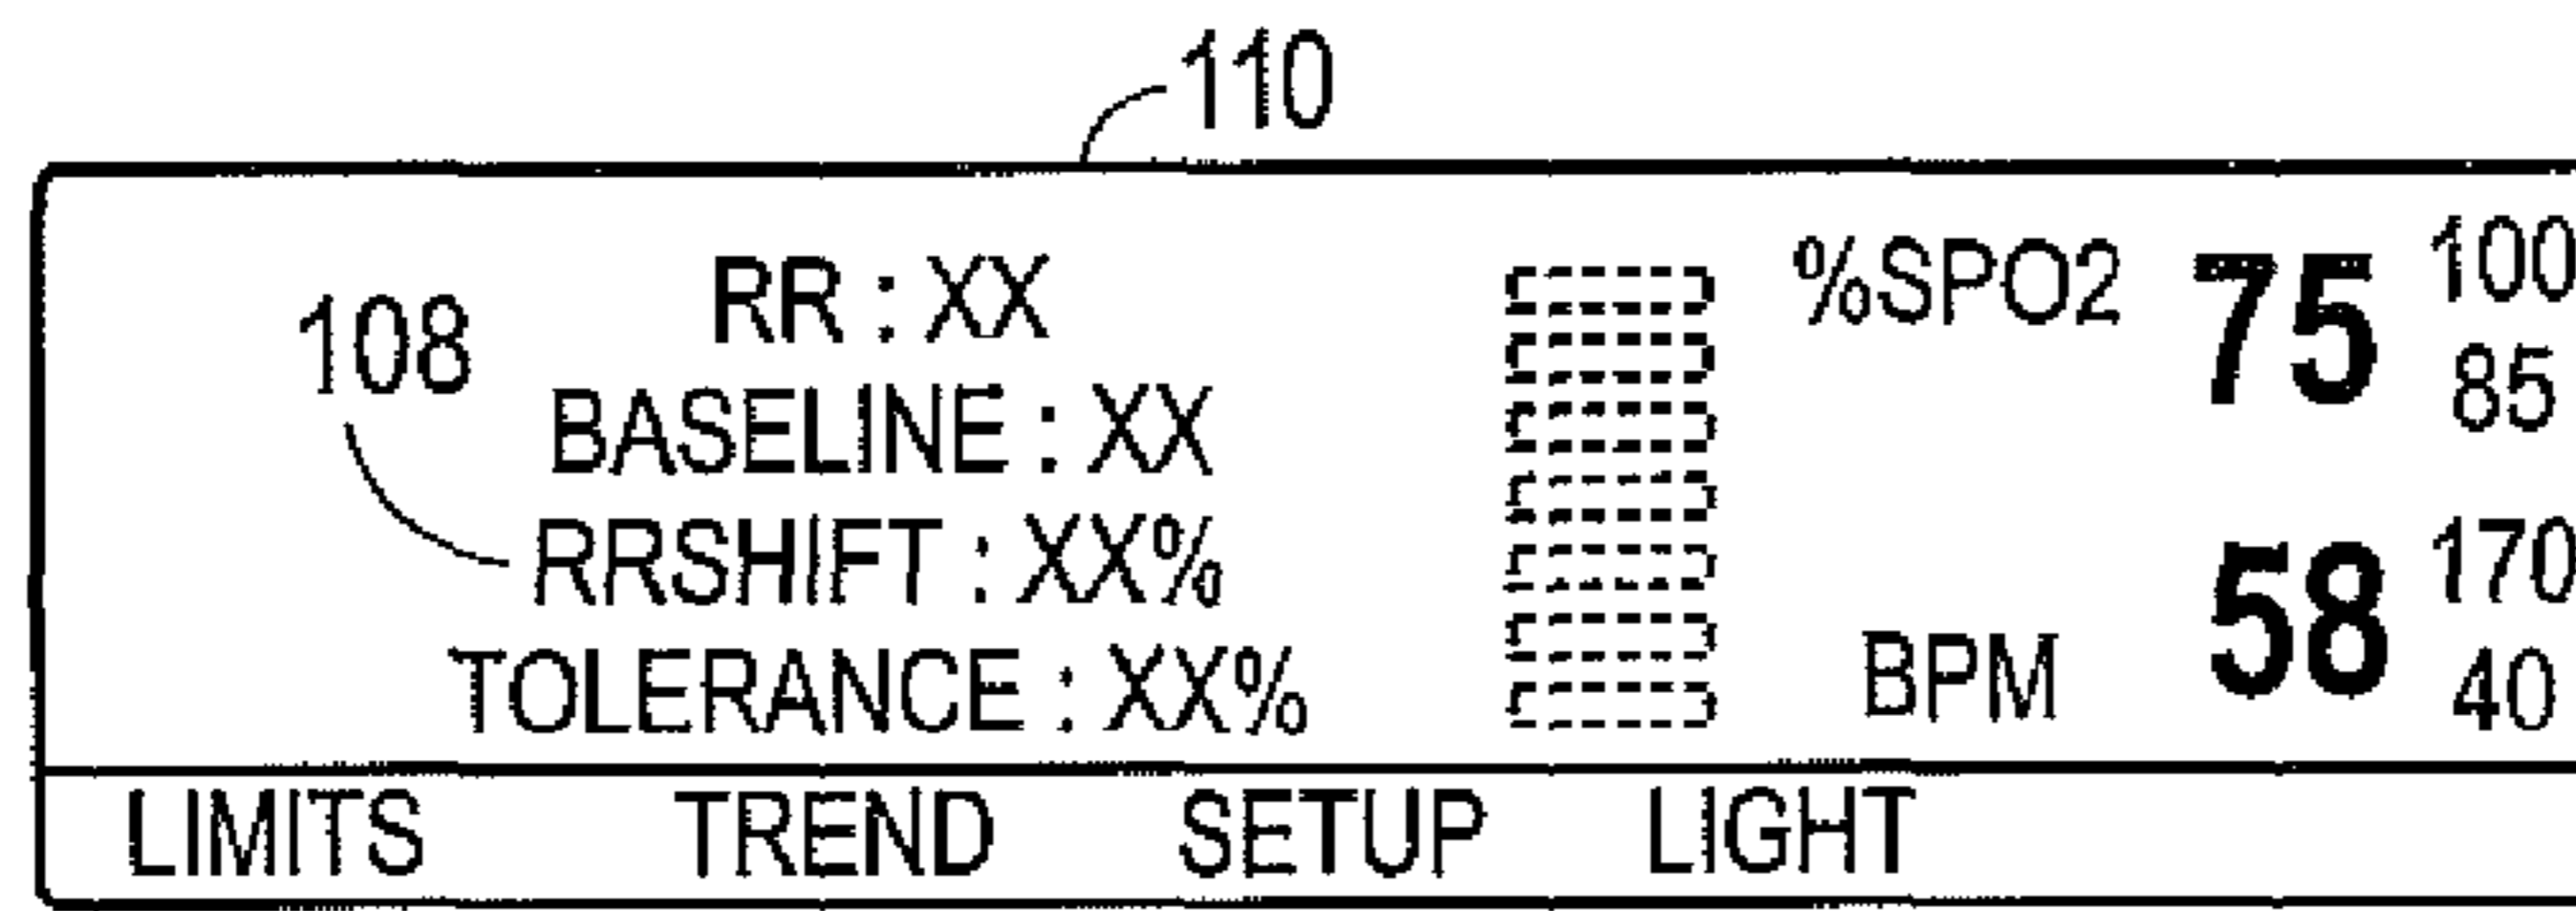 110
108
RR : XX
BASELINE : XX
RRSHIFT : XX%
TOLERANCE : XX%
%SPO2 75 100
85
BPM 58 170
40
LIMITS TREND SETUP LIGHT